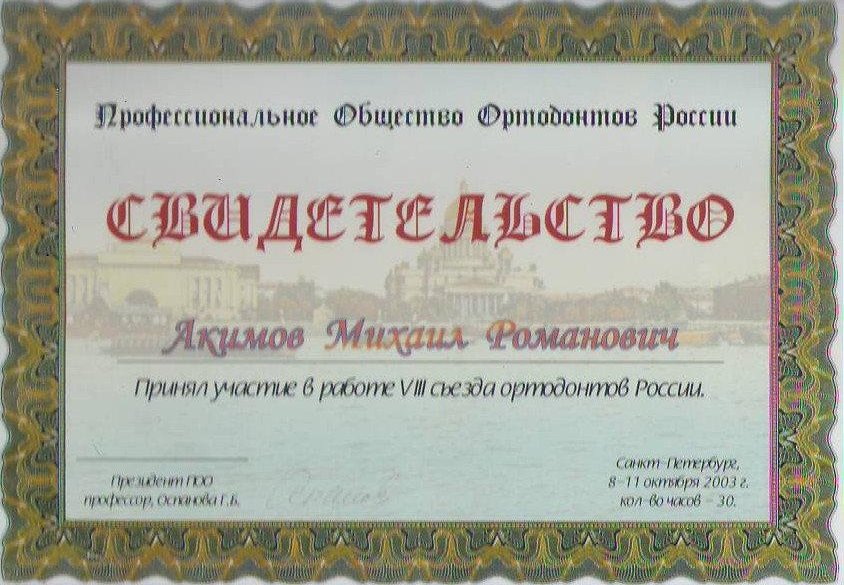 Профессиональное Общество Ортодонтов России
СВИДЕТЕЛЬСТВО
Акимов Михаил Романович
Принял участие в работе VIII съезда ортодонтов России.
Президент ПОО
профессор, Оспанова Г.Б.
Санкт-Петербург,
8-11 октября 2003 г.
кол-во часов - 30.